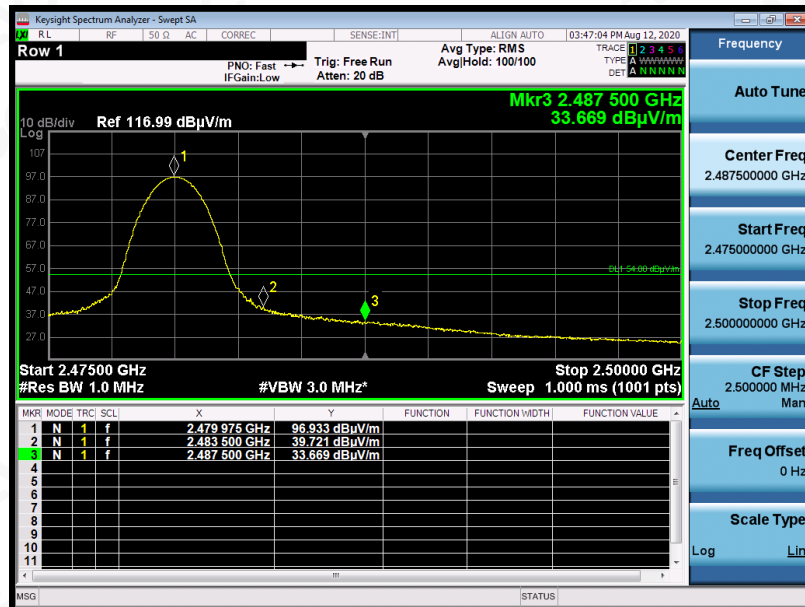 Keysight Spectrum Analyzer - Swept SA
LXI RL RF 50 Ω AC CORREC SENSE:INT ALIGN AUTO 03:47:04 PM Aug 12, 2020
Row 1
PNO: Fast
IFGain:Low
Trig: Free Run
Atten: 20 dB
Avg Type: RMS
Avg|Hold: 100/100
TRACE 1 2 3 4 5 6
TYPE A WWWWW
DET A N N N N N
Mkr3 2.487 500 GHz
33.669 dBµV/m
10 dB/div Ref 116.99 dBµV/m
Log
107
97.0
87.0
77.0
67.0
57.0
47.0
37.0
27.0
1
2
3
DL1 54.00 dBµV/m
Start 2.47500 GHz Stop 2.50000 GHz
#Res BW 1.0 MHz #VBW 3.0 MHz* Sweep 1.000 ms (1001 pts)
MKR MODE TRC SCL X Y FUNCTION FUNCTION WIDTH FUNCTION VALUE
1 N 1 f 2.479 975 GHz 96.933 dBµV/m
2 N 1 f 2.483 500 GHz 39.721 dBµV/m
3 N 1 f 2.487 500 GHz 33.669 dBµV/m
4
5
6
7
8
9
10
11
MSG STATUS
Frequency
Auto Tune
Center Freq
2.487500000 GHz
Start Freq
2.475000000 GHz
Stop Freq
2.500000000 GHz
CF Step
2.500000 MHz
Auto Man
Freq Offset
0 Hz
Scale Type
Log Lin